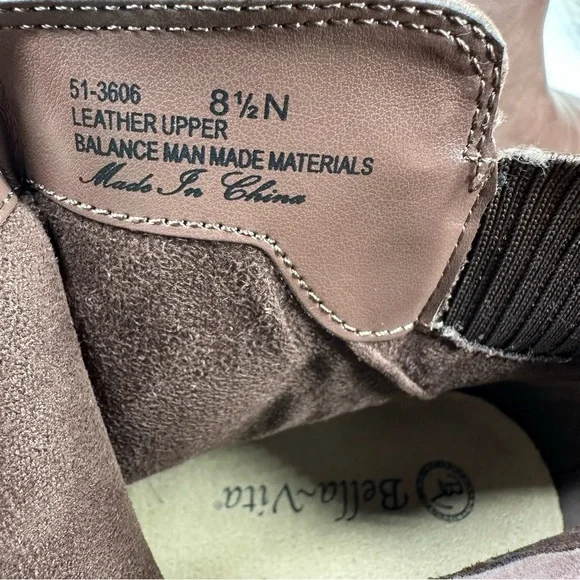 51-3606 8½N
LEATHER UPPER
BALANCE MAN MADE MATERIALS
Made In China
Bella~Vita®